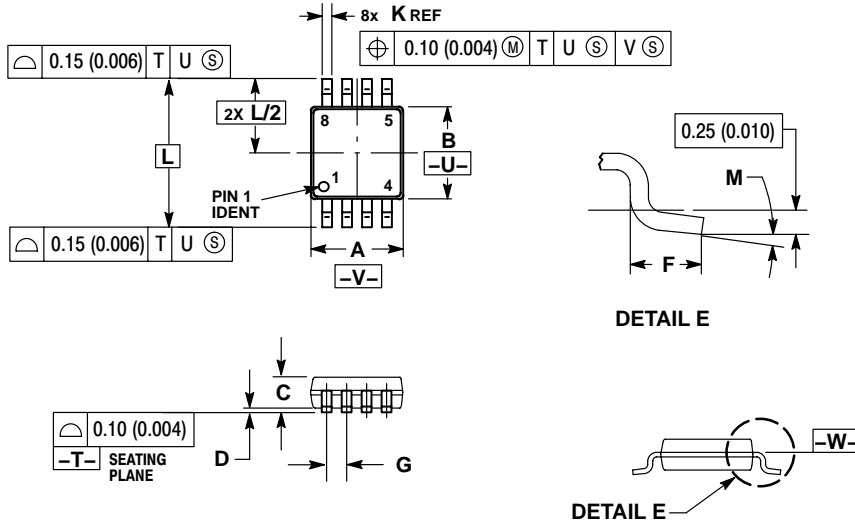 8x K REF
⌖ 0.10 (0.004) Ⓜ T U Ⓢ V Ⓢ
⌓ 0.15 (0.006) T U Ⓢ
2X L/2
8 5
B
–U–
L
0.25 (0.010)
M
PIN 1
IDENT
1
4
⌓ 0.15 (0.006) T U Ⓢ
A
–V–
F
DETAIL E
C
⌓ 0.10 (0.004)
–T– SEATING
PLANE
D
G
–W–
DETAIL E